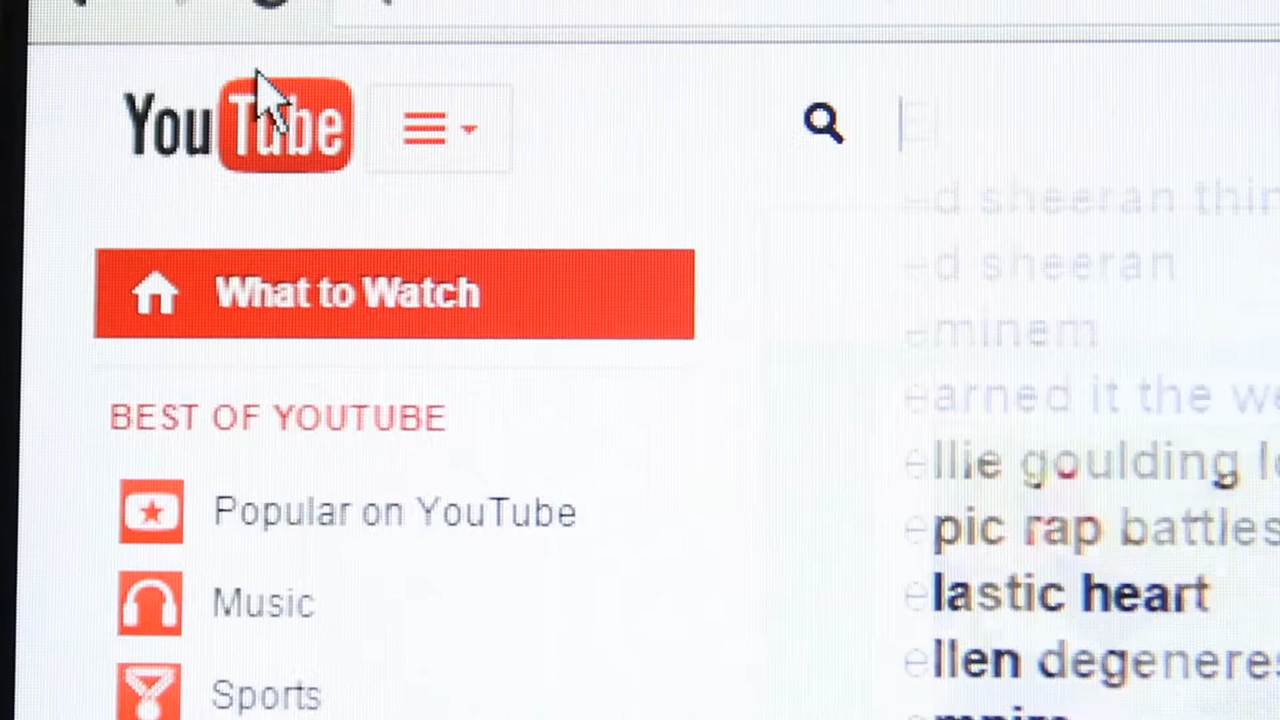 YouTube
What to Watch
BEST OF YOUTUBE
Popular on YouTube
Music
Sports
ed sheeran
ed sheeran
eminem
earned it the
ellie goulding
epic rap battles
elastic heart
ellen